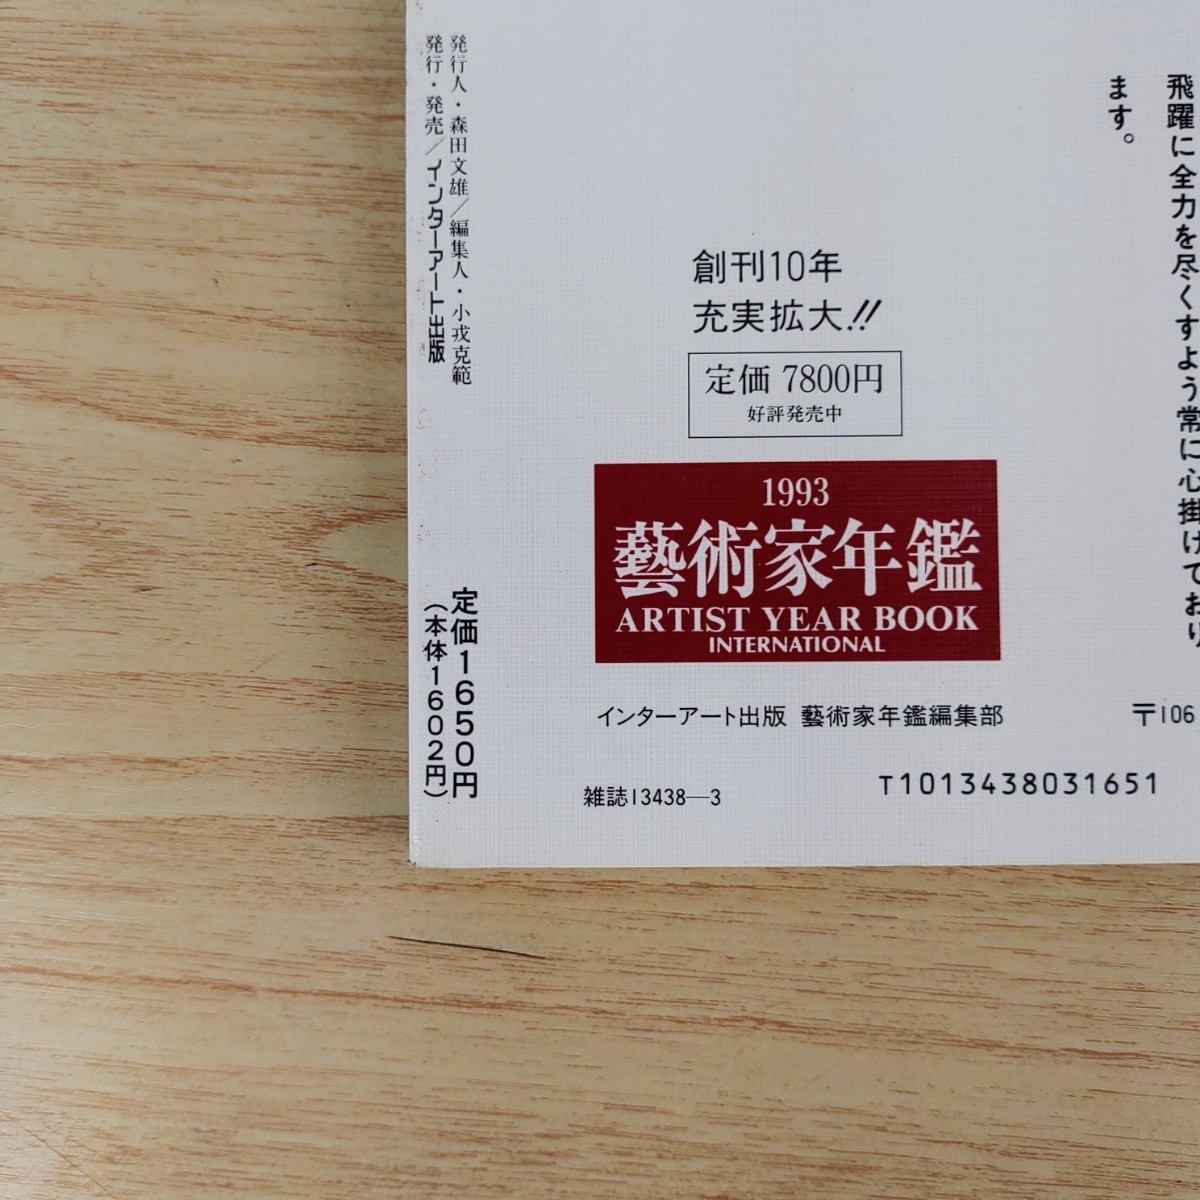 飛躍に全力を尽くすよう常に心掛けており
ます。
創刊10年
充実拡大!!
定価 7800円
好評発売中
1993
藝術家年鑑
ARTIST YEAR BOOK
INTERNATIONAL
インターアート出版 藝術家年鑑編集部
〒106
雑誌13438—3
T1013438031651
発行人・森田文雄/編集人・小戎克範
発行・発売/インターアート出版
定価1650円
(本体1602円)